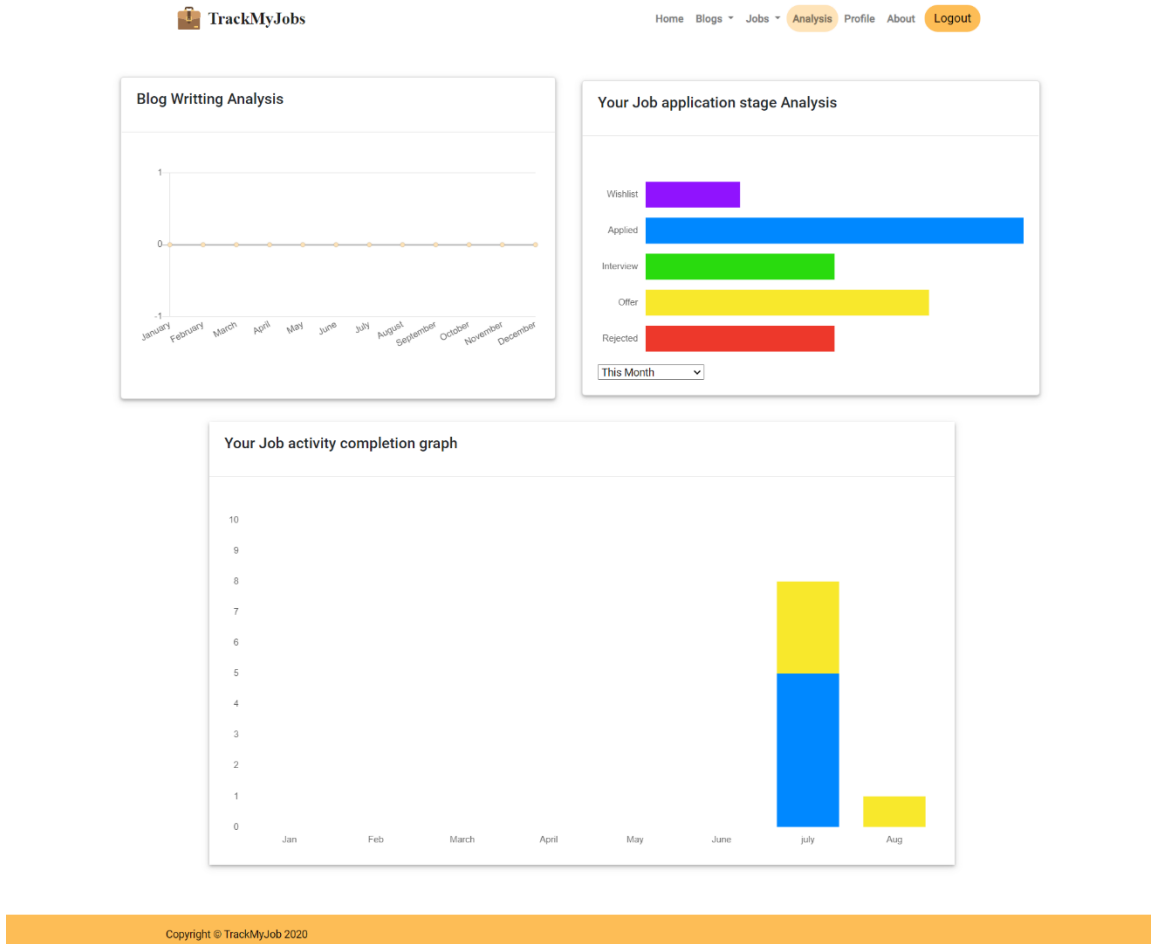 TrackMyJobs
Home Blogs Jobs Analysis Profile About Logout
Blog Writting Analysis
1
0
-1
January February March April May June July August September October November December
Your Job application stage Analysis
Wishlist
Applied
Interview
Offer
Rejected
This Month
Your Job activity completion graph
10
9
8
7
6
5
4
3
2
1
0
Jan Feb March April May June july Aug
Copyright © TrackMyJob 2020